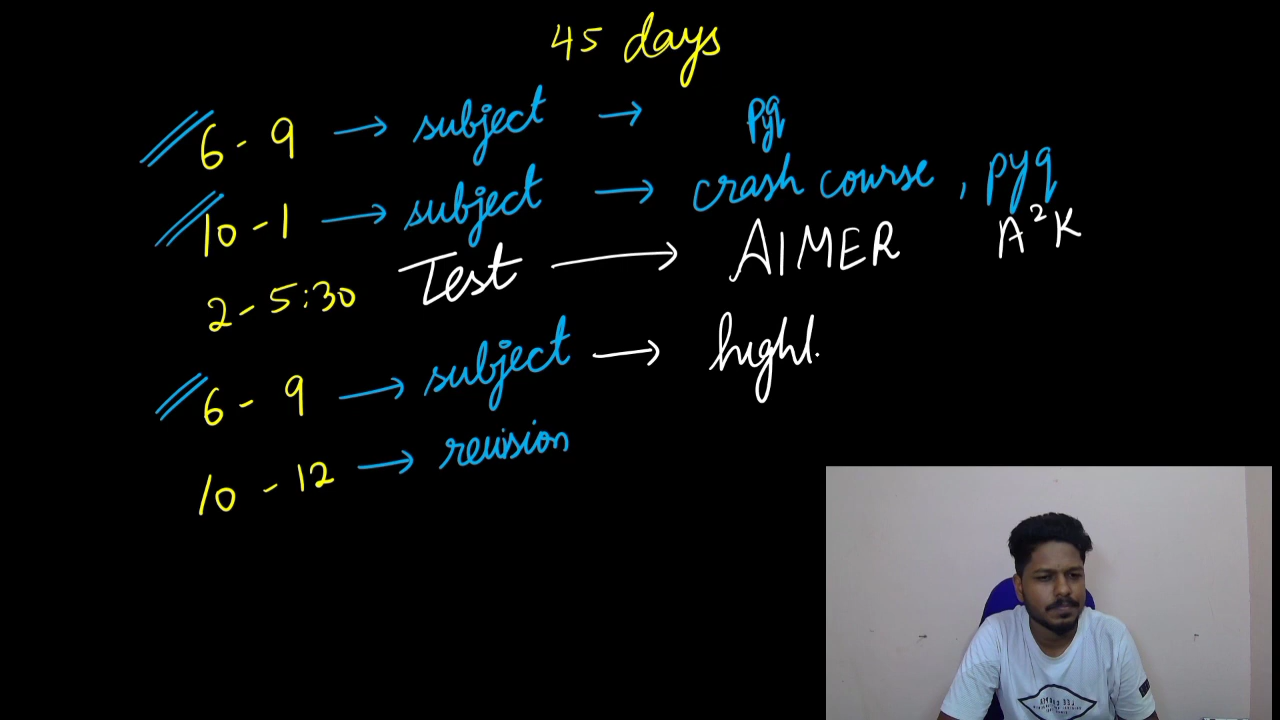 45 days
6 - 9 → subject → pyq
10 - 1 → subject → crash course, pyq
2 - 5:30 Test → AIMER A²K
6 - 9 → subject → highl.
10 - 12 → revision